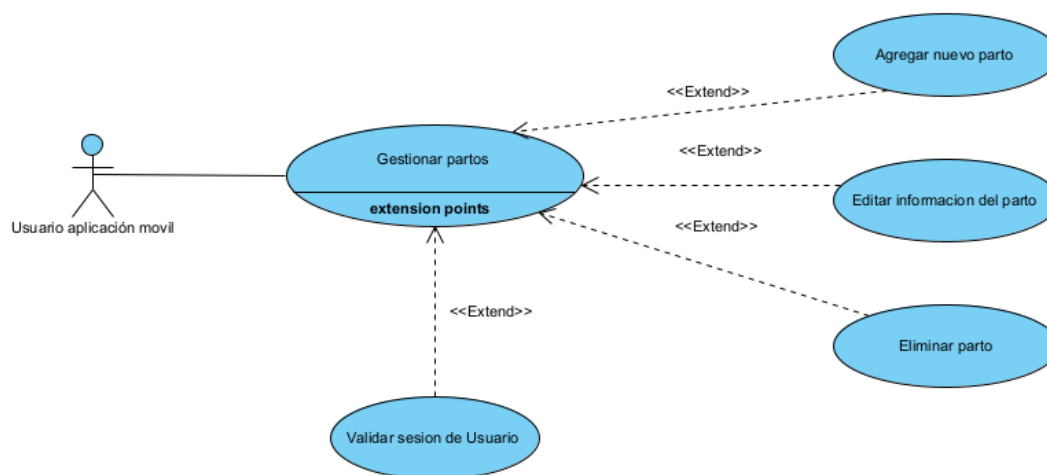 Agregar nuevo parto
<<Extend>>
Gestionar partos
<<Extend>>
extension points
Editar informacion del parto
Usuario aplicación movil
<<Extend>>
<<Extend>>
Eliminar parto
Validar sesion de Usuario